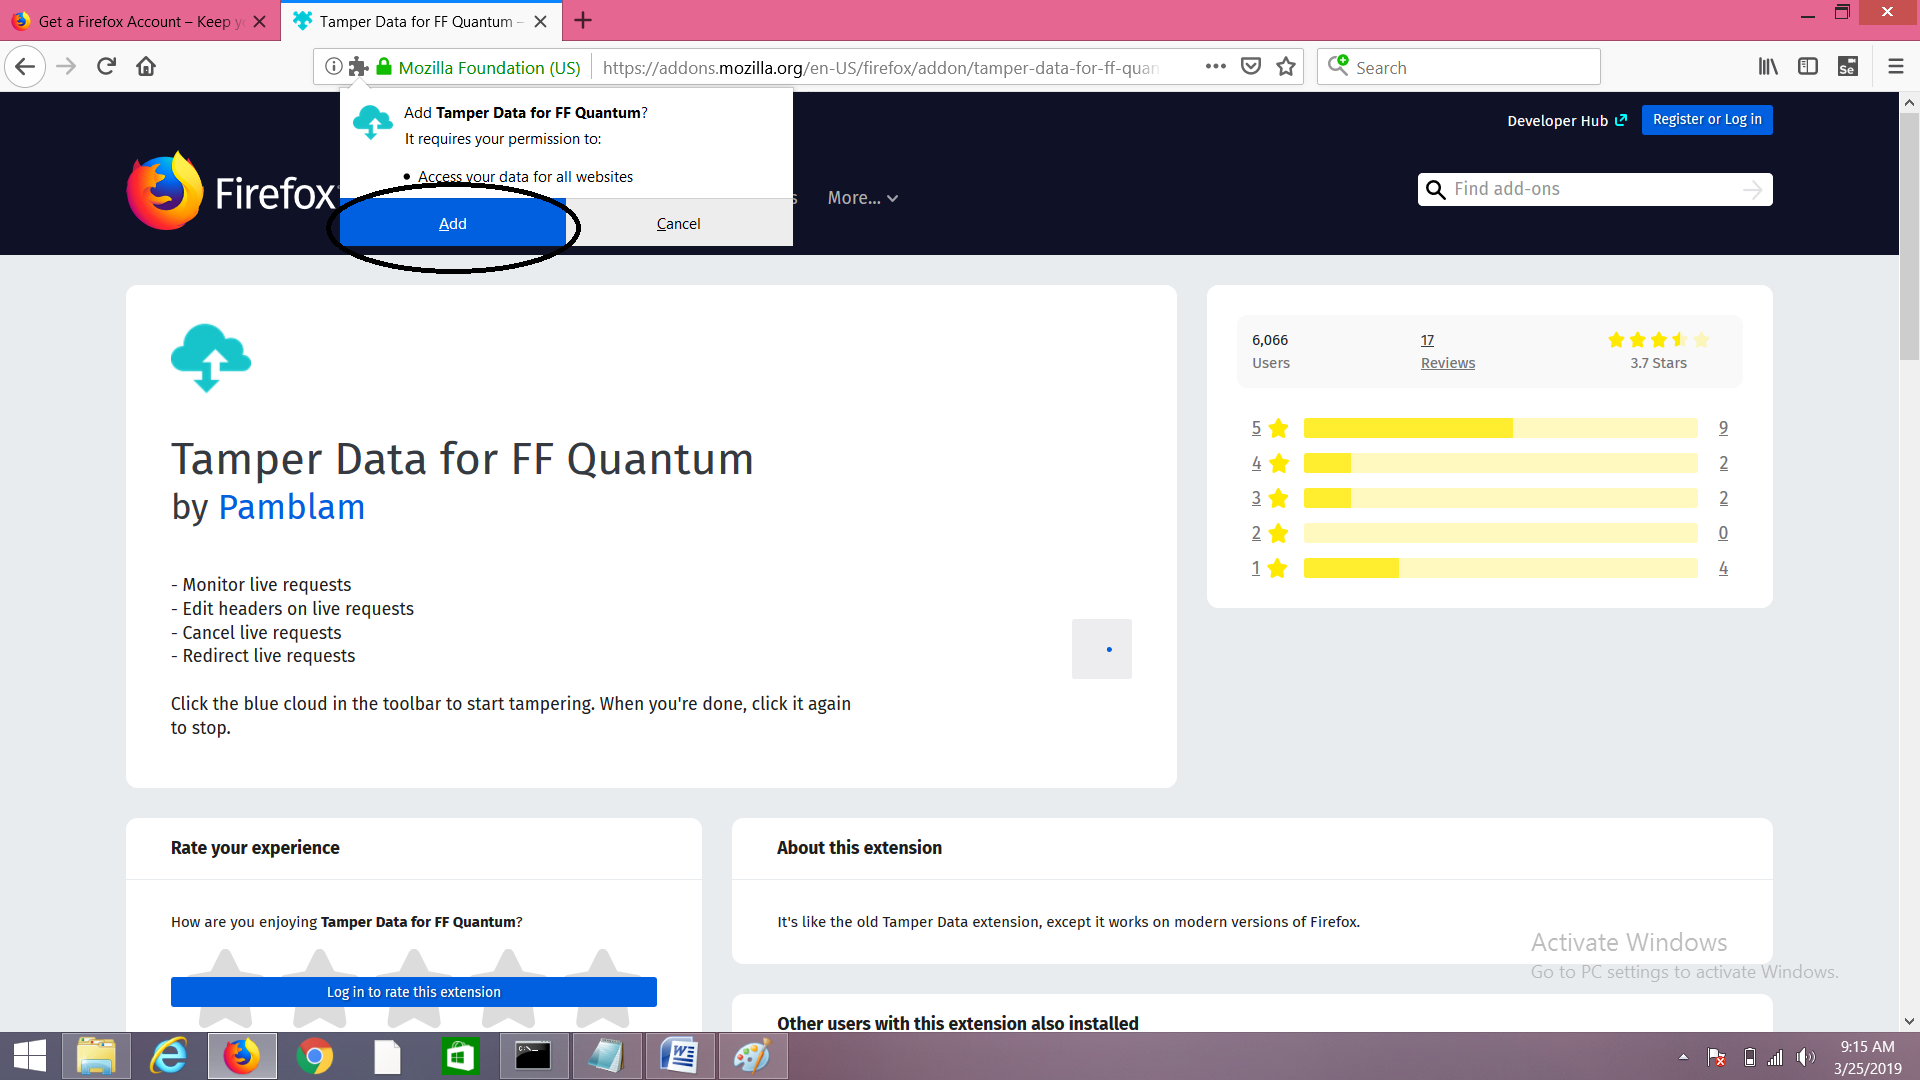 Get a Firefox Account – Keep y
Tamper Data for FF Quantum –
Mozilla Foundation (US)
https://addons.mozilla.org/en-US/firefox/addon/tamper-data-for-ff-quan
Search
Se
Add Tamper Data for FF Quantum?
It requires your permission to:
• Access your data for all websites
Add
Cancel
Developer Hub
Register or Log in
Firefox
s
More...
Find add-ons
Tamper Data for FF Quantum
by Pamblam
- Monitor live requests
- Edit headers on live requests
- Cancel live requests
- Redirect live requests
Click the blue cloud in the toolbar to start tampering. When you're done, click it again
to stop.
6,066
Users
17
Reviews
3.7 Stars
5 9
4 2
3 2
2 0
1 4
Rate your experience
How are you enjoying Tamper Data for FF Quantum?
Log in to rate this extension
About this extension
It's like the old Tamper Data extension, except it works on modern versions of Firefox.
Other users with this extension also installed
Activate Windows
Go to PC settings to activate Windows.
9:15 AM
3/25/2019